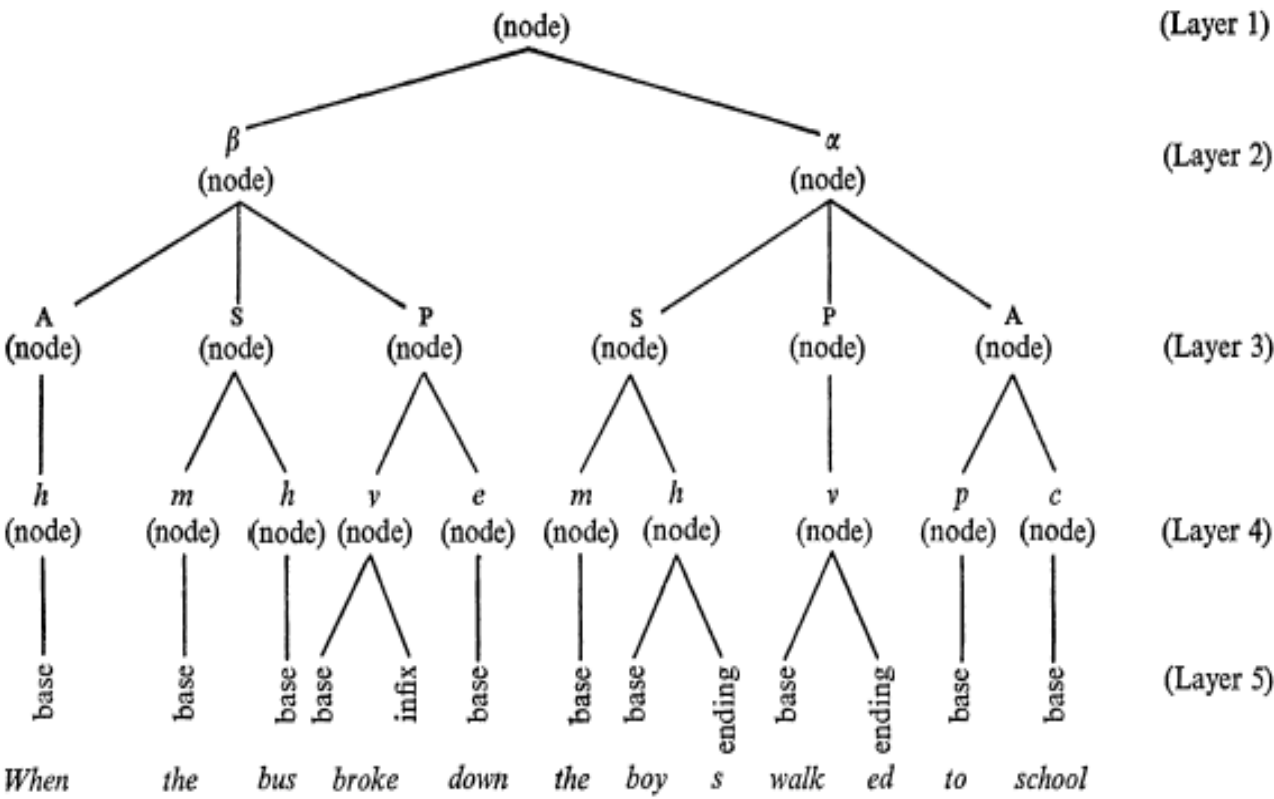 (node) (Layer 1)
β α
(node) (node) (Layer 2)
A S P S P A
(node) (node) (node) (node) (node) (node) (Layer 3)
h m h v e m h v p c
(node) (node) (node) (node) (node) (node) (node) (node) (node) (node) (Layer 4)
base base base base infix base base base ending base ending base base (Layer 5)
When the bus broke down the boy s walk ed to school